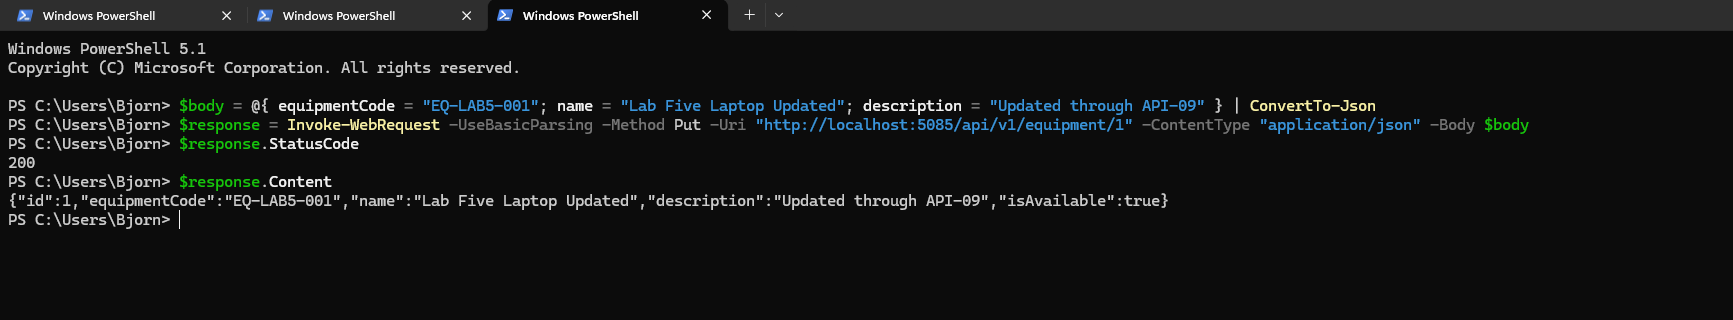 Windows PowerShell Windows PowerShell Windows PowerShell
Windows PowerShell 5.1
Copyright (C) Microsoft Corporation. All rights reserved.
PS C:\Users\Bjorn> $body = @{ equipmentCode = "EQ-LAB5-001"; name = "Lab Five Laptop Updated"; description = "Updated through API-09" } | ConvertTo-Json
PS C:\Users\Bjorn> $response = Invoke-WebRequest -UseBasicParsing -Method Put -Uri "http://localhost:5085/api/v1/equipment/1" -ContentType "application/json" -Body $body
PS C:\Users\Bjorn> $response.StatusCode
200
PS C:\Users\Bjorn> $response.Content
{"id":1,"equipmentCode":"EQ-LAB5-001","name":"Lab Five Laptop Updated","description":"Updated through API-09","isAvailable":true}
PS C:\Users\Bjorn>